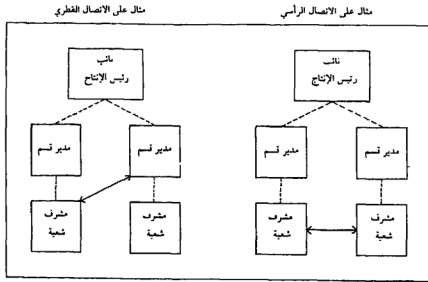 مثال على الاتصال الرأسي
نائب
رئيس الإنتاج
مدير قسم
مدير قسم
مشرف
شعبة
مشرف
شعبة
مثال على الاتصال القطري
نائب
رئيس الإنتاج
مدير قسم
مدير قسم
مشرف
شعبة
مشرف
شعبة